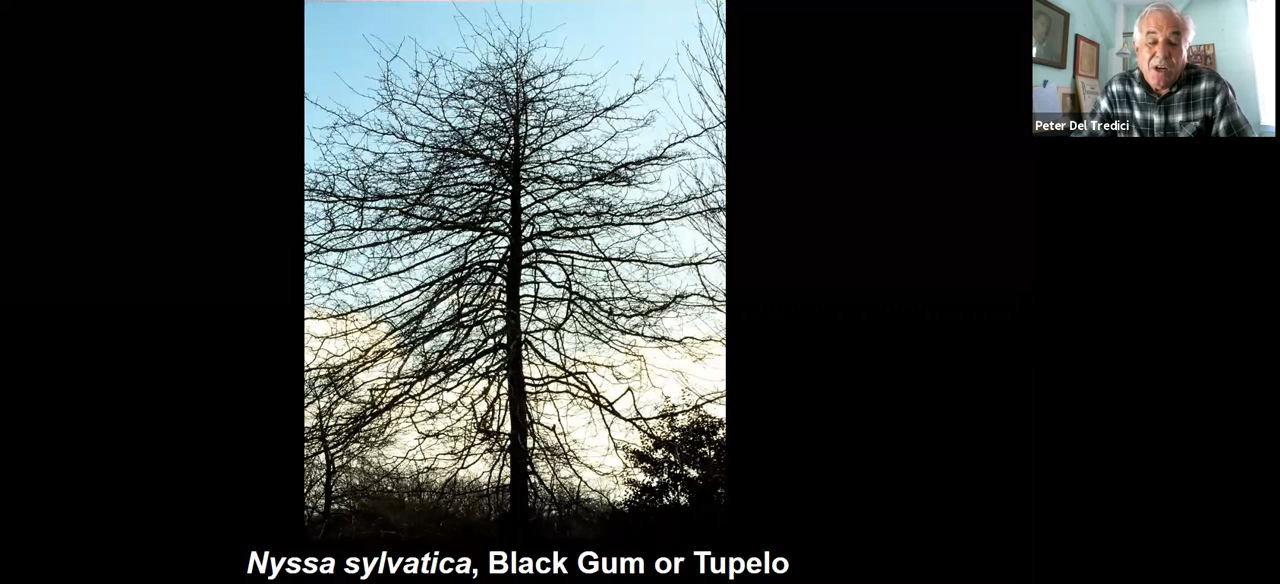 Peter Del Tredici
Nyssa sylvatica, Black Gum or Tupelo